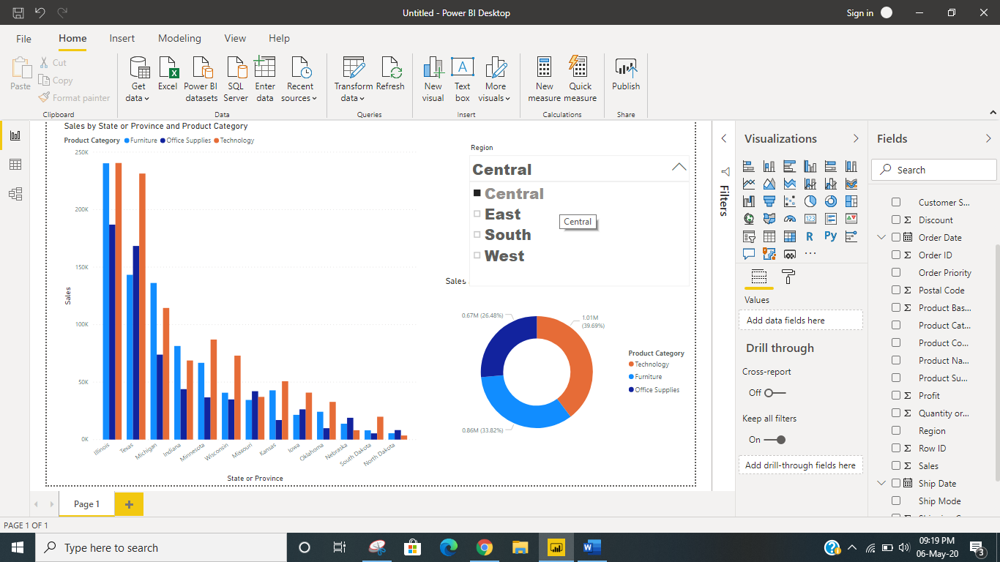 Untitled - Power BI Desktop
Sign in
File
Home
Insert
Modeling
View
Help
Paste
Cut
Copy
Format painter
Clipboard
Get data
Excel
Power BI datasets
SQL Server
Enter data
Recent sources
Data
Transform data
Refresh
Queries
New visual
Text box
More visuals
Insert
New measure
Quick measure
Calculations
Publish
Share
Sales by State or Province and Product Category
Product Category Furniture Office Supplies Technology
250K
200K
150K
100K
50K
0K
Sales
Illinois
Texas
Michigan
Indiana
Minnesota
Wisconsin
Missouri
Kansas
Iowa
Oklahoma
Nebraska
South Dakota
North Dakota
State or Province
Region
Central
Central
East
South
West
Central
Sales
0.67M (26.48%)
1.01M
(39.69%)
0.86M (33.82%)
Product Category
Technology
Furniture
Office Supplies
Filters
Visualizations
R
Py
123
Values
Add data fields here
Drill through
Cross-report
Off
Keep all filters
On
Add drill-through fields here
Fields
Search
Customer S...
Σ Discount
Order Date
Σ Order ID
Order Priority
Σ Postal Code
Σ Product Bas...
Product Cat...
Product Co...
Product Na...
Product Su...
Σ Profit
Σ Quantity or...
Region
Σ Row ID
Σ Sales
Ship Date
Ship Mode
Page 1
PAGE 1 OF 1
Type here to search
09:19 PM
06-May-20
3